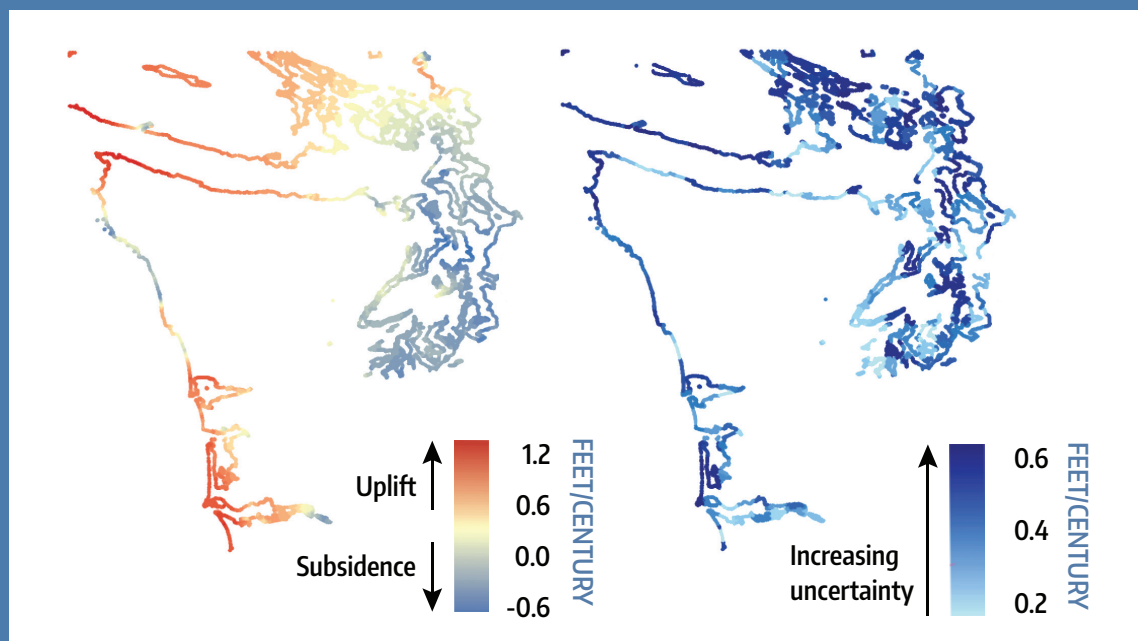 Uplift
Subsidence
1.2
0.6
0.0
-0.6
FEET/CENTURY
Increasing
uncertainty
0.6
0.4
0.2
FEET/CENTURY